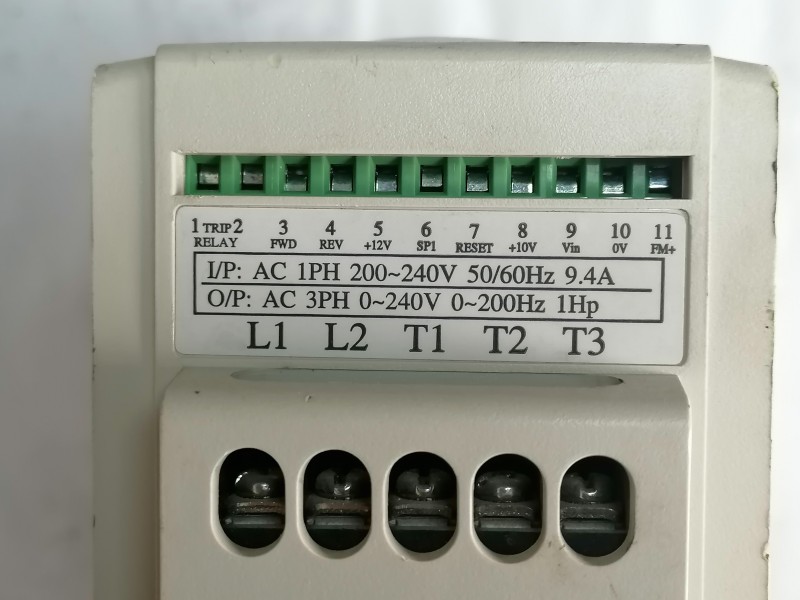 1 TRIP 2 3 4 5 6 7 8 9 10 11
RELAY FWD REV +12V SP1 RESET +10V Vin 0V FM+
I/P: AC 1PH 200~240V 50/60Hz 9.4A
O/P: AC 3PH 0~240V 0~200Hz 1Hp
L1 L2 T1 T2 T3